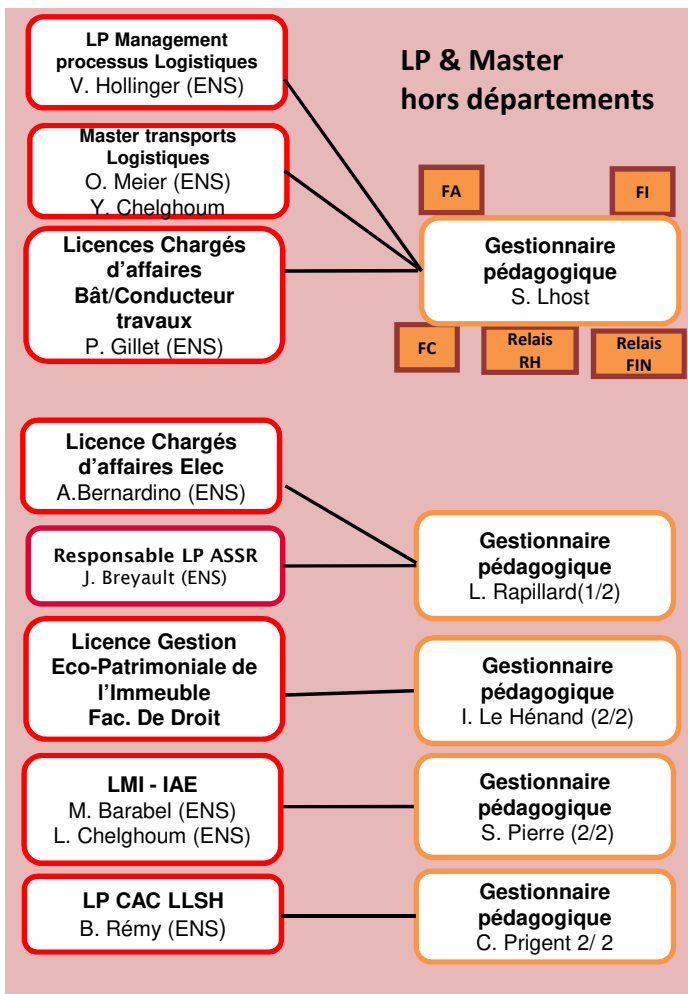 LP Management
processus Logistiques
V. Hollinger (ENS)
LP & Master
hors départements
Master transports
Logistiques
O. Meier (ENS)
Y. Chelghoum
FA
FI
Licences Chargés
d'affaires
Bât/Conducteur
travaux
P. Gillet (ENS)
Gestionnaire
pédagogique
S. Lhost
FC
Relais
RH
Relais
FIN
Licence Chargés
d'affaires Elec
A.Bernardino (ENS)
Responsable LP ASSR
J. Breyault (ENS)
Gestionnaire
pédagogique
L. Rapillard(1/2)
Licence Gestion
Eco-Patrimoniale de
l'Immeuble
Fac. De Droit
Gestionnaire
pédagogique
I. Le Hénand (2/2)
LMI - IAE
M. Barabel (ENS)
L. Chelghoum (ENS)
Gestionnaire
pédagogique
S. Pierre (2/2)
LP CAC LLSH
B. Rémy (ENS)
Gestionnaire
pédagogique
C. Prigent 2/ 2